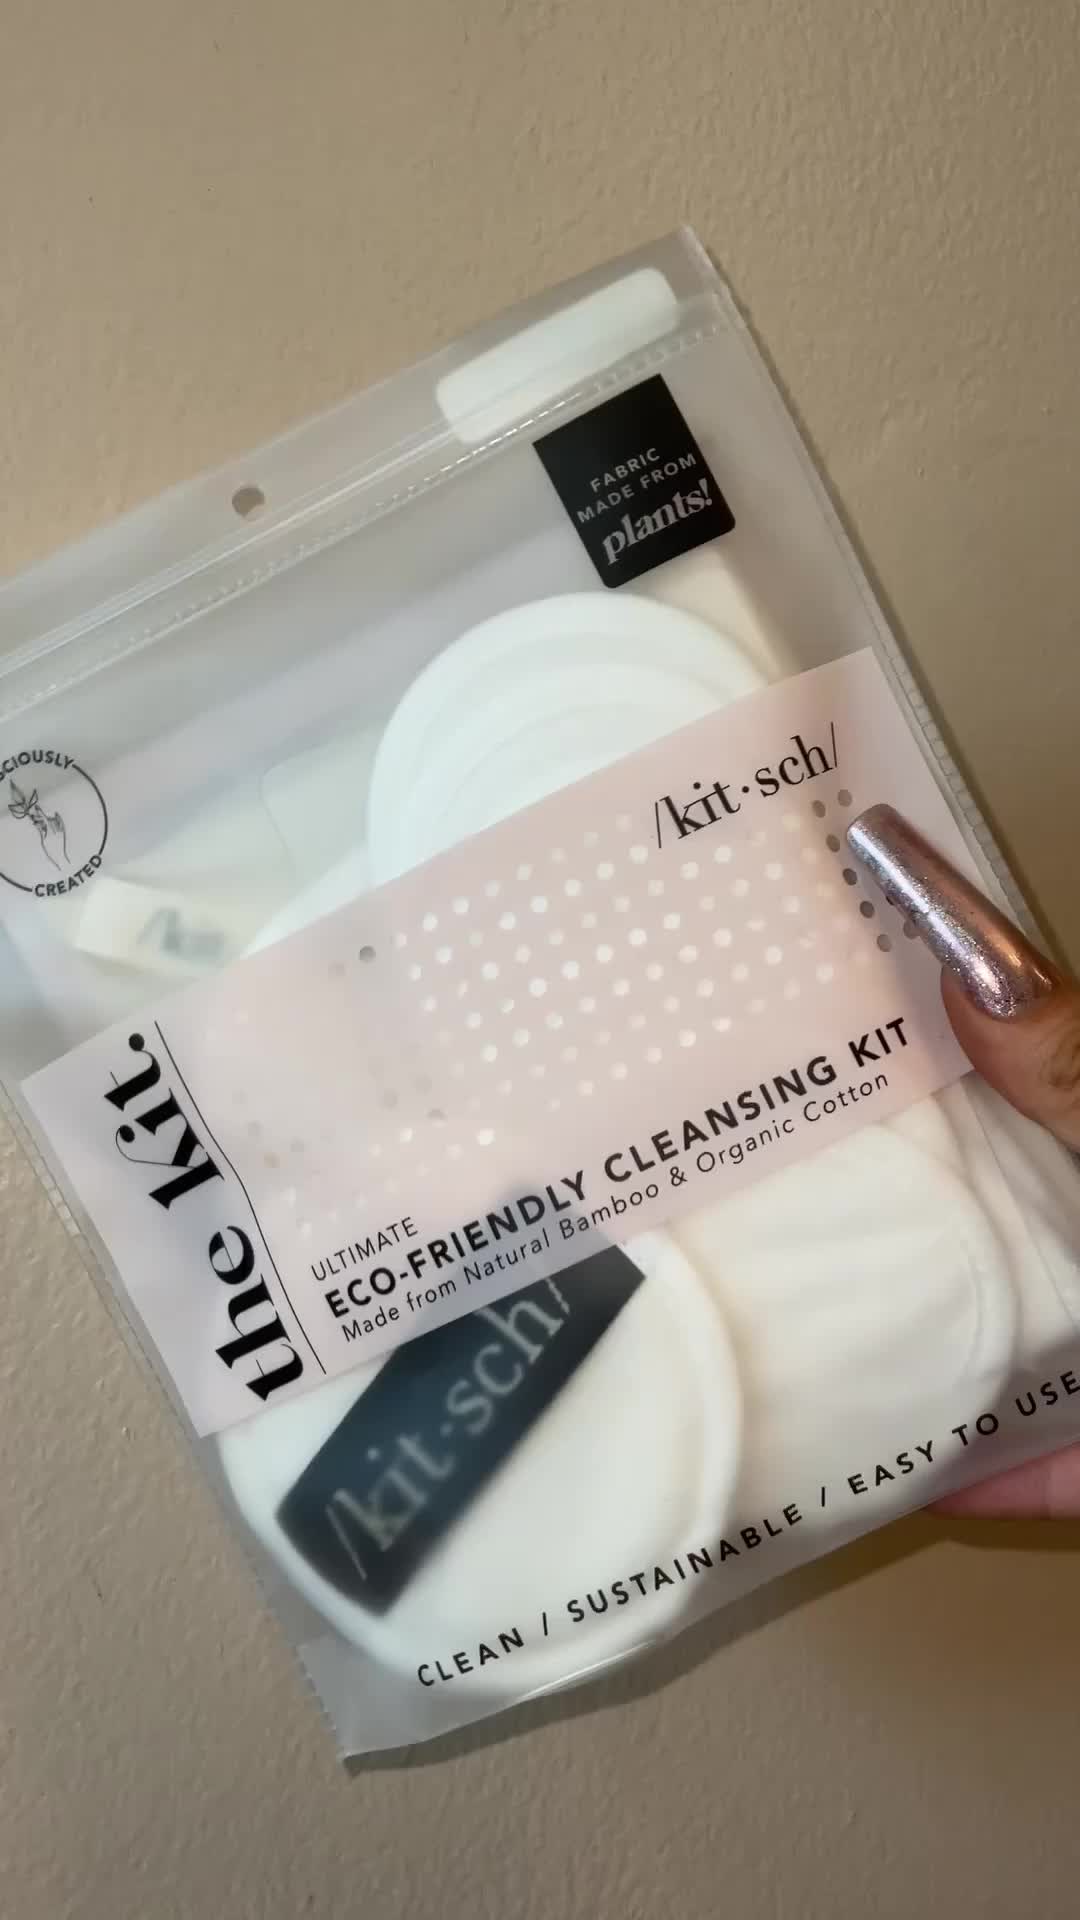 FABRIC
MADE FROM
plants!
SCIOUSLY
CREATED
/kit·sch/
the kit.
ULTIMATE
ECO-FRIENDLY CLEANSING KIT
Made from Natural Bamboo & Organic Cotton
/kit·sch/
CLEAN / SUSTAINABLE / EASY TO USE